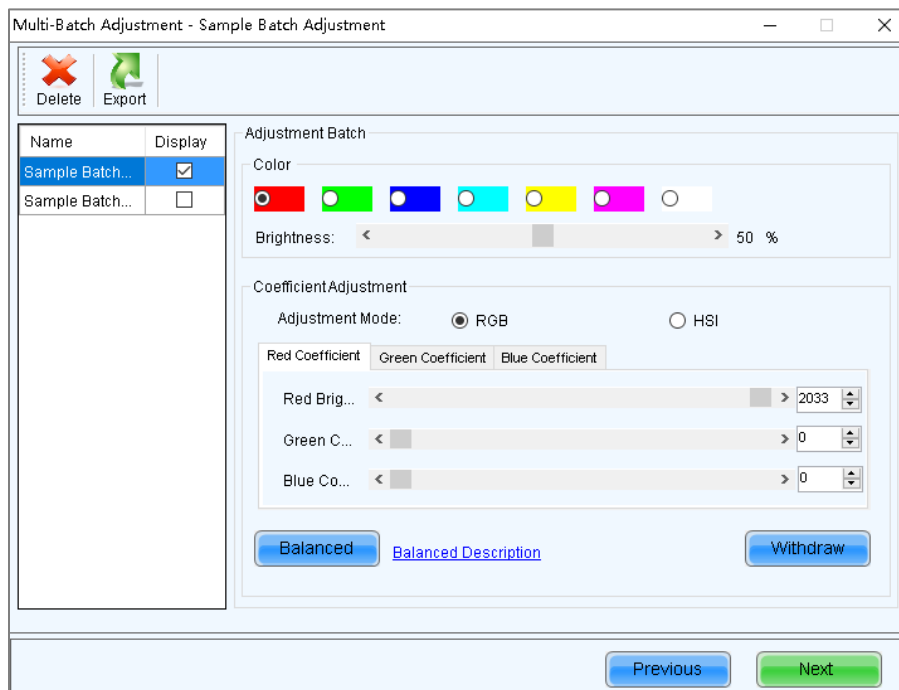 Multi-Batch Adjustment - Sample Batch Adjustment
Delete Export
Name Display
Sample Batch...
Sample Batch...
Adjustment Batch
Color
Brightness: 50 %
Coefficient Adjustment
Adjustment Mode: RGB HSI
Red Coefficient Green Coefficient Blue Coefficient
Red Brig... 2033
Green C... 0
Blue Co... 0
Balanced Balanced Description Withdraw
Previous Next